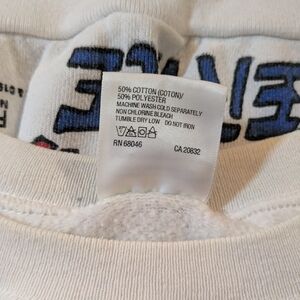 50% COTTON (COTON)/
50% POLYESTER
MACHINE WASH COLD SEPARATELY
NON CHLORINE BLEACH
TUMBLE DRY LOW DO NOT IRON
RN 68046 CA 20832